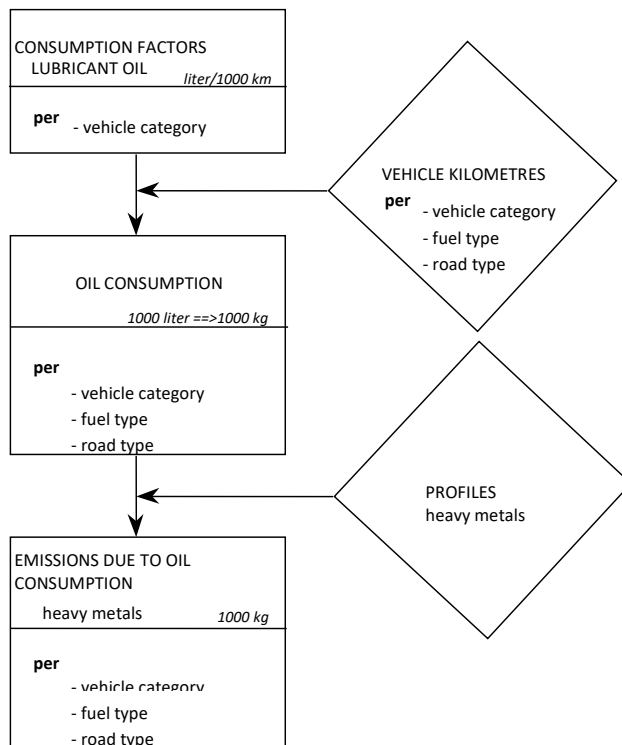 CONSUMPTION FACTORS
LUBRICANT OIL
liter/1000 km
per
- vehicle category
VEHICLE KILOMETRES
per
- vehicle category
- fuel type
- road type
OIL CONSUMPTION
1000 liter ==>1000 kg
per
- vehicle category
- fuel type
- road type
PROFILES
heavy metals
EMISSIONS DUE TO OIL
CONSUMPTION
heavy metals
1000 kg
per
- vehicle category
- fuel type
- road type